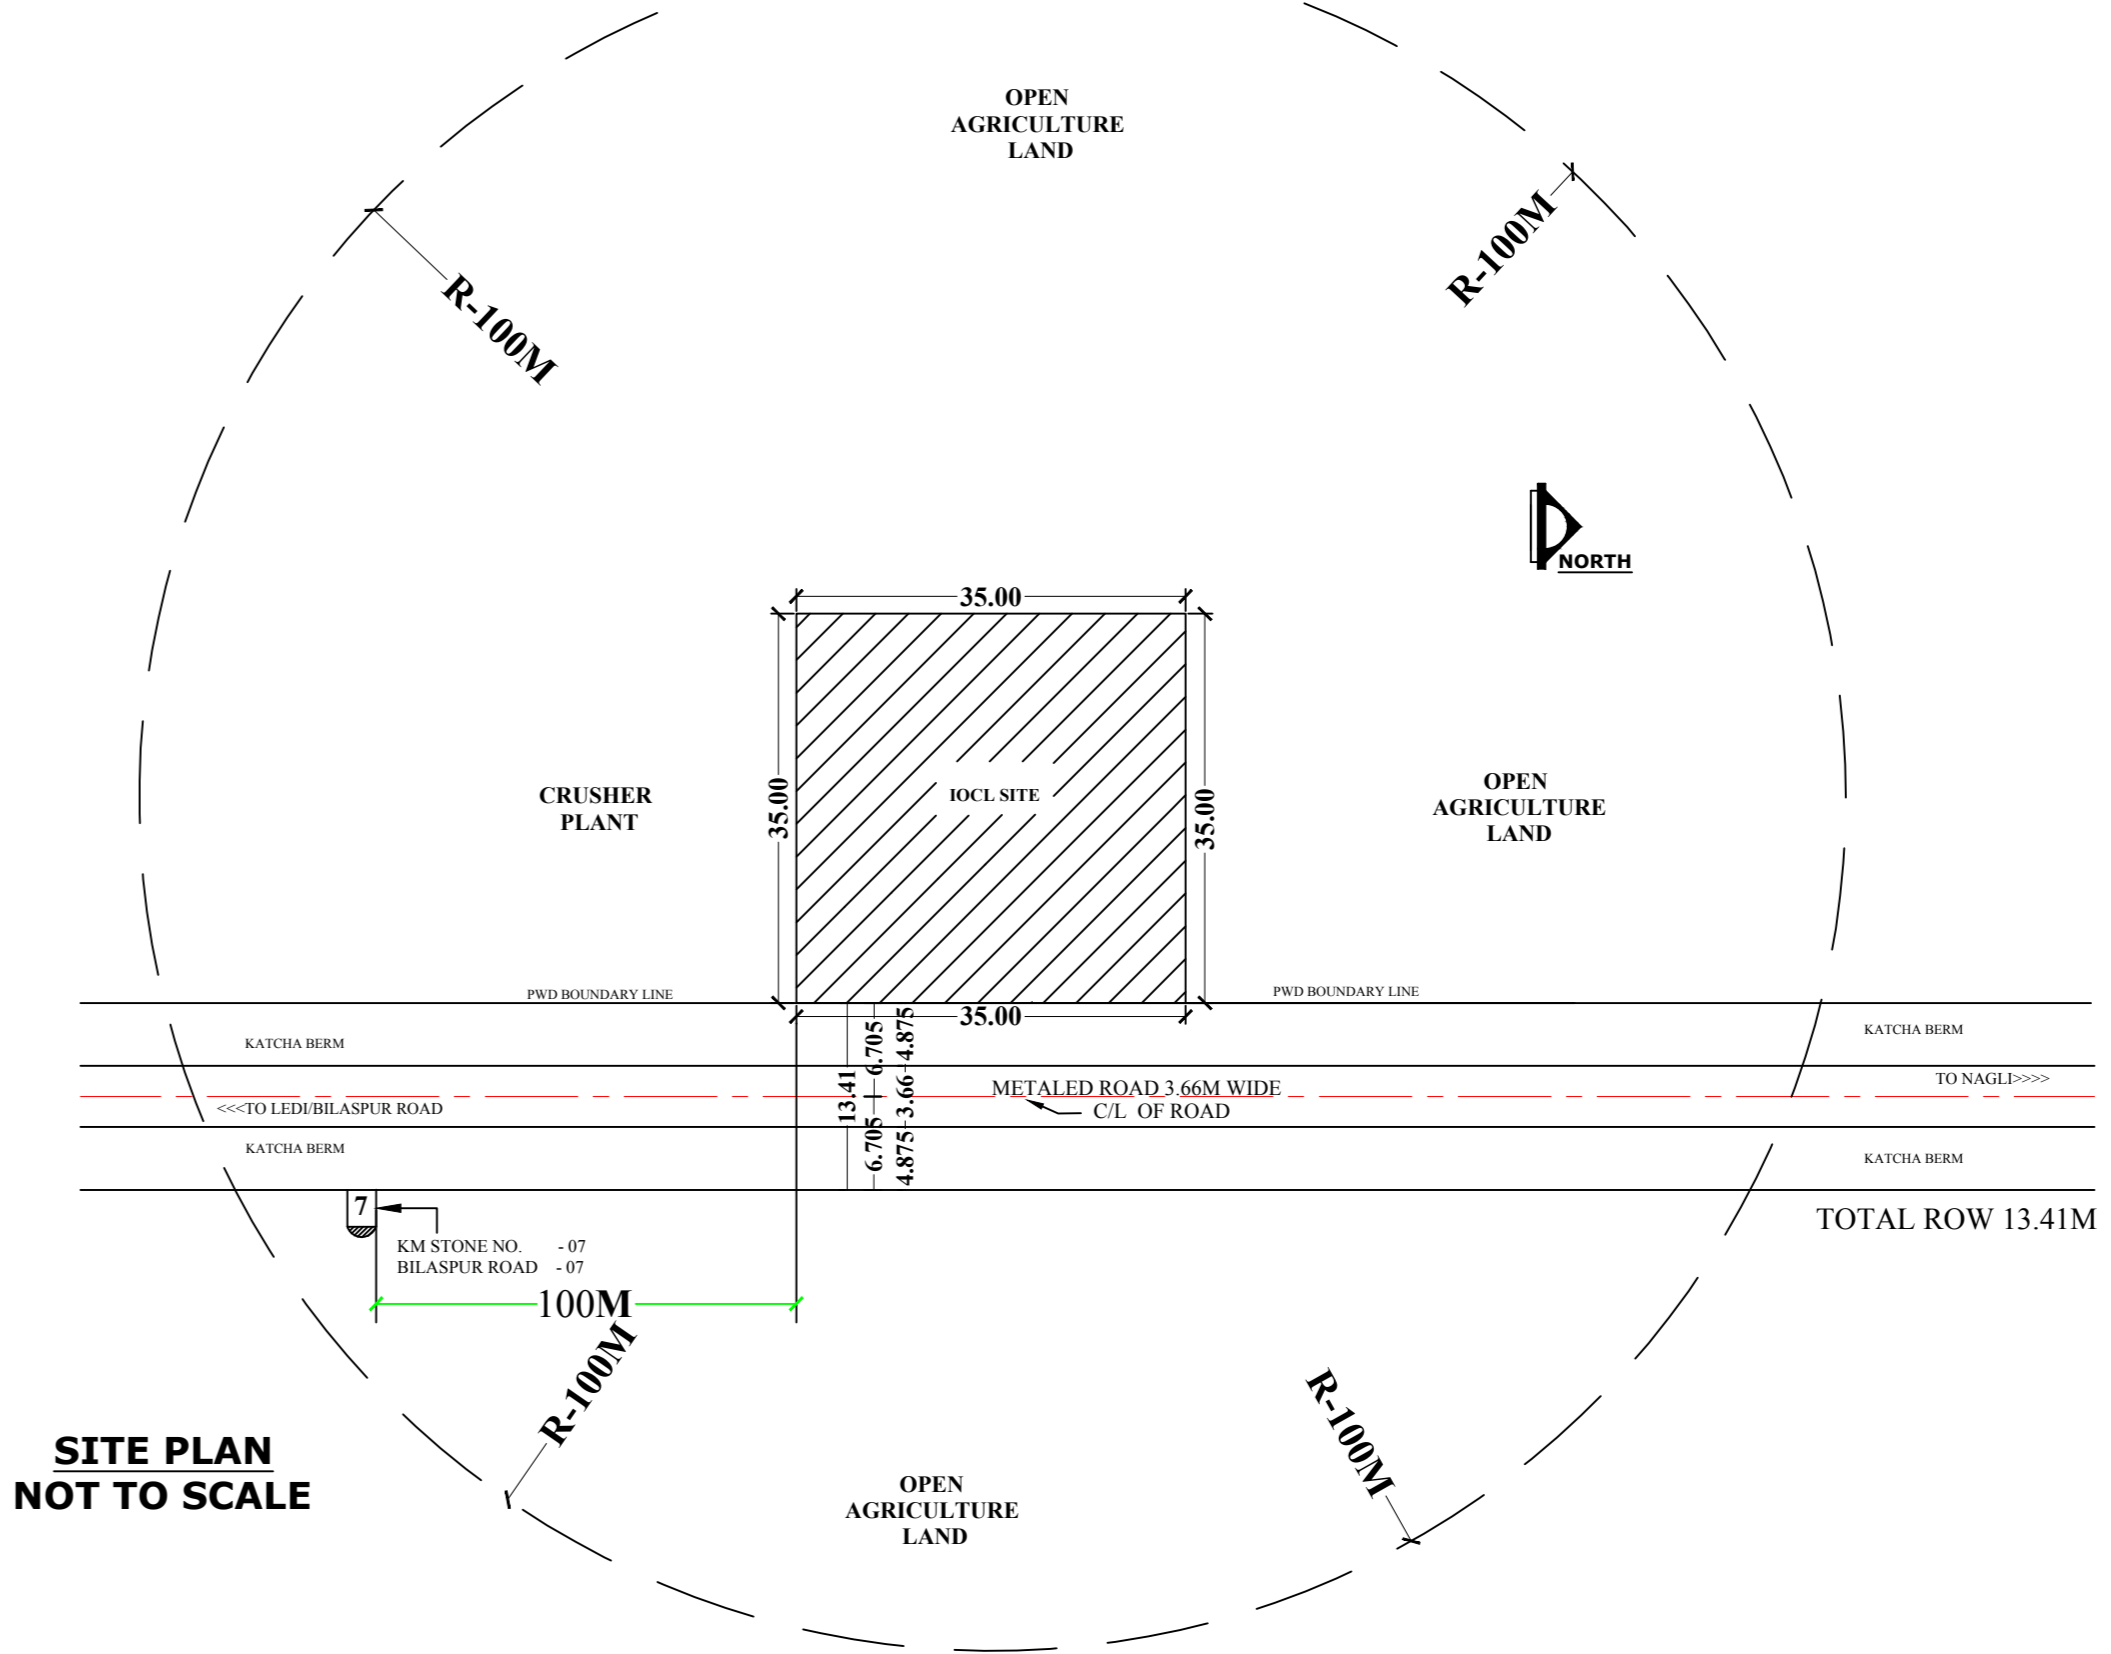 OPEN
AGRICULTURE
LAND
R-100M
R-100M
NORTH
35.00
35.00
35.00
CRUSHER
PLANT
IOCL SITE
OPEN
AGRICULTURE
LAND
PWD BOUNDARY LINE
PWD BOUNDARY LINE
35.00
KATCHA BERM
KATCHA BERM
13.41
6.705
6.705
4.875
3.66
4.875
METALED ROAD 3.66M WIDE
C/L OF ROAD
TO NAGLI>>>>
<<<TO LEDI/BILASPUR ROAD
KATCHA BERM
KATCHA BERM
7
TOTAL ROW 13.41M
KM STONE NO. - 07
BILASPUR ROAD - 07
100M
R-100M
R-100M
SITE PLAN
NOT TO SCALE
OPEN
AGRICULTURE
LAND